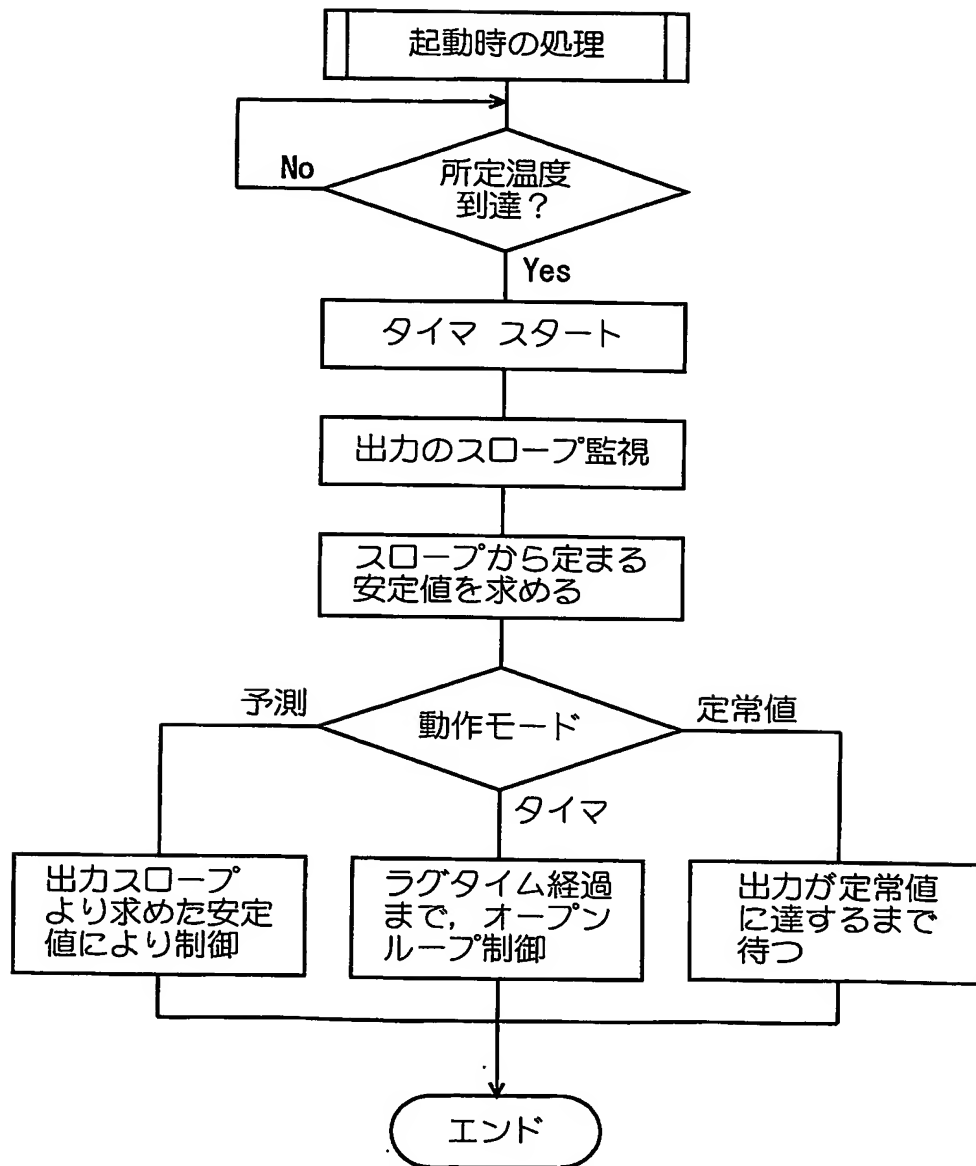 起動時の処理
No
所定温度
到達？
Yes
タイマ スタート
出力のスロープ監視
スロープから定まる
安定値を求める
予測
動作モード
定常値
タイマ
出力スロープ
より求めた安定
値により制御
ラグタイム経過
まで，オープン
ループ制御
出力が定常値
に達するまで
待つ
エンド